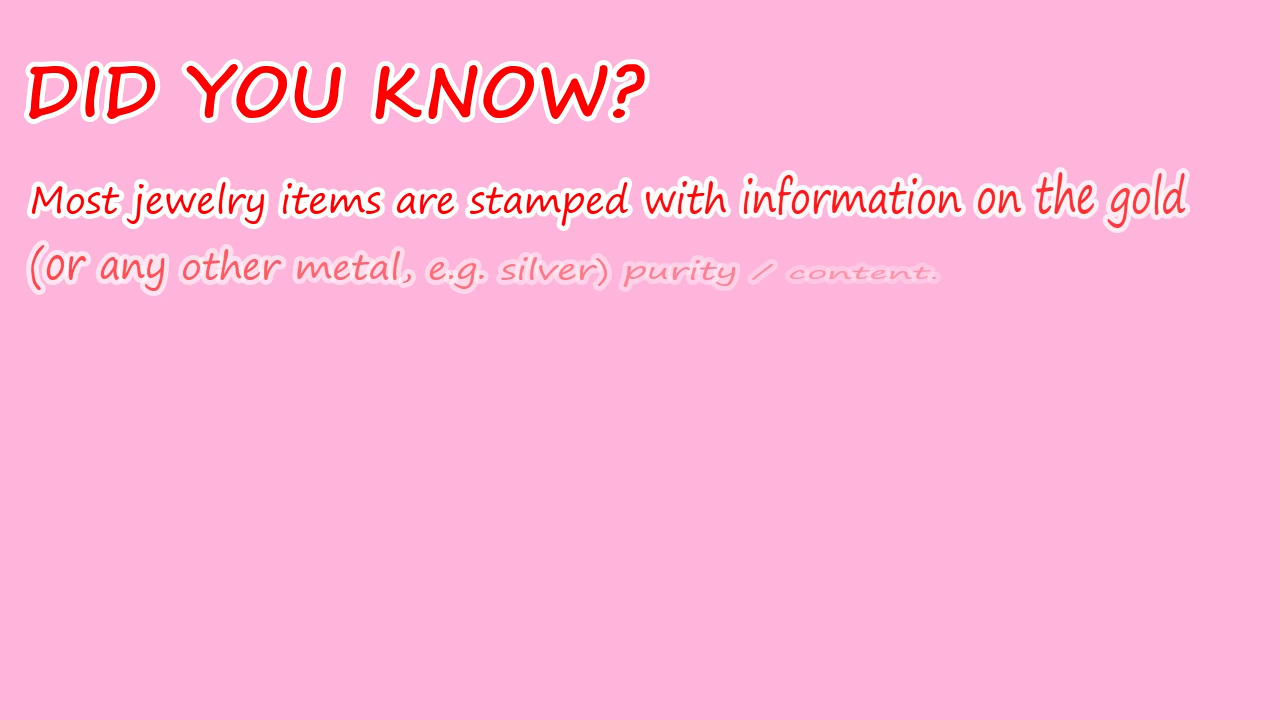 DID YOU KNOW?
Most jewelry items are stamped with information on the gold
(or any other metal, e.g. silver) purity / content.